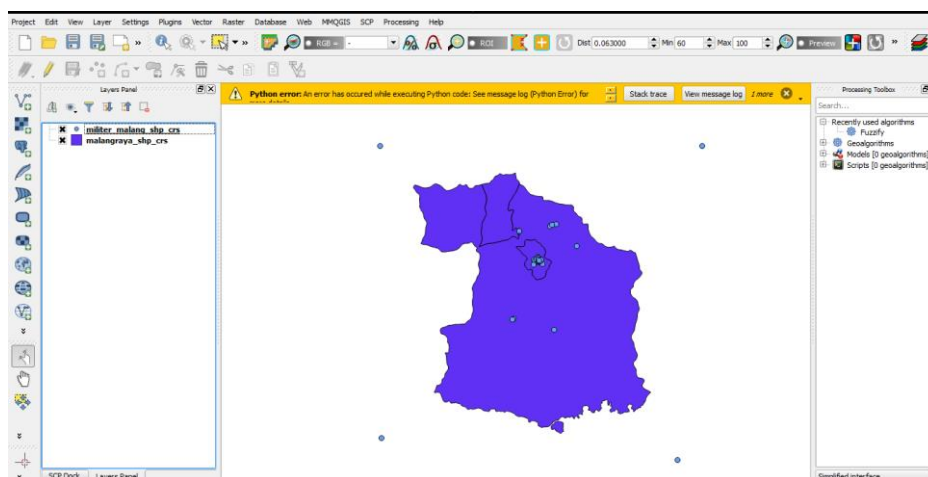 Project Edit View Layer Settings Plugins Vector Raster Database Web MMQGIS SCP Processing Help
» » RGB = - ROI Dist 0.063000 Min 60 Max 100 Preview »
Layers Panel
Python error: An error has occured while executing Python code: See message log (Python Error) for
Stack trace View message log 1 more
Processing Toolbox
Search...
militer_malang_shp_crs
malangraya_shp_crs
Recently used algorithms
Fuzzify
Geoalgorithms
Models [0 geoalgorithms]
Scripts [0 geoalgorithms]
SCP Dock Layers Panel
Simplified interface